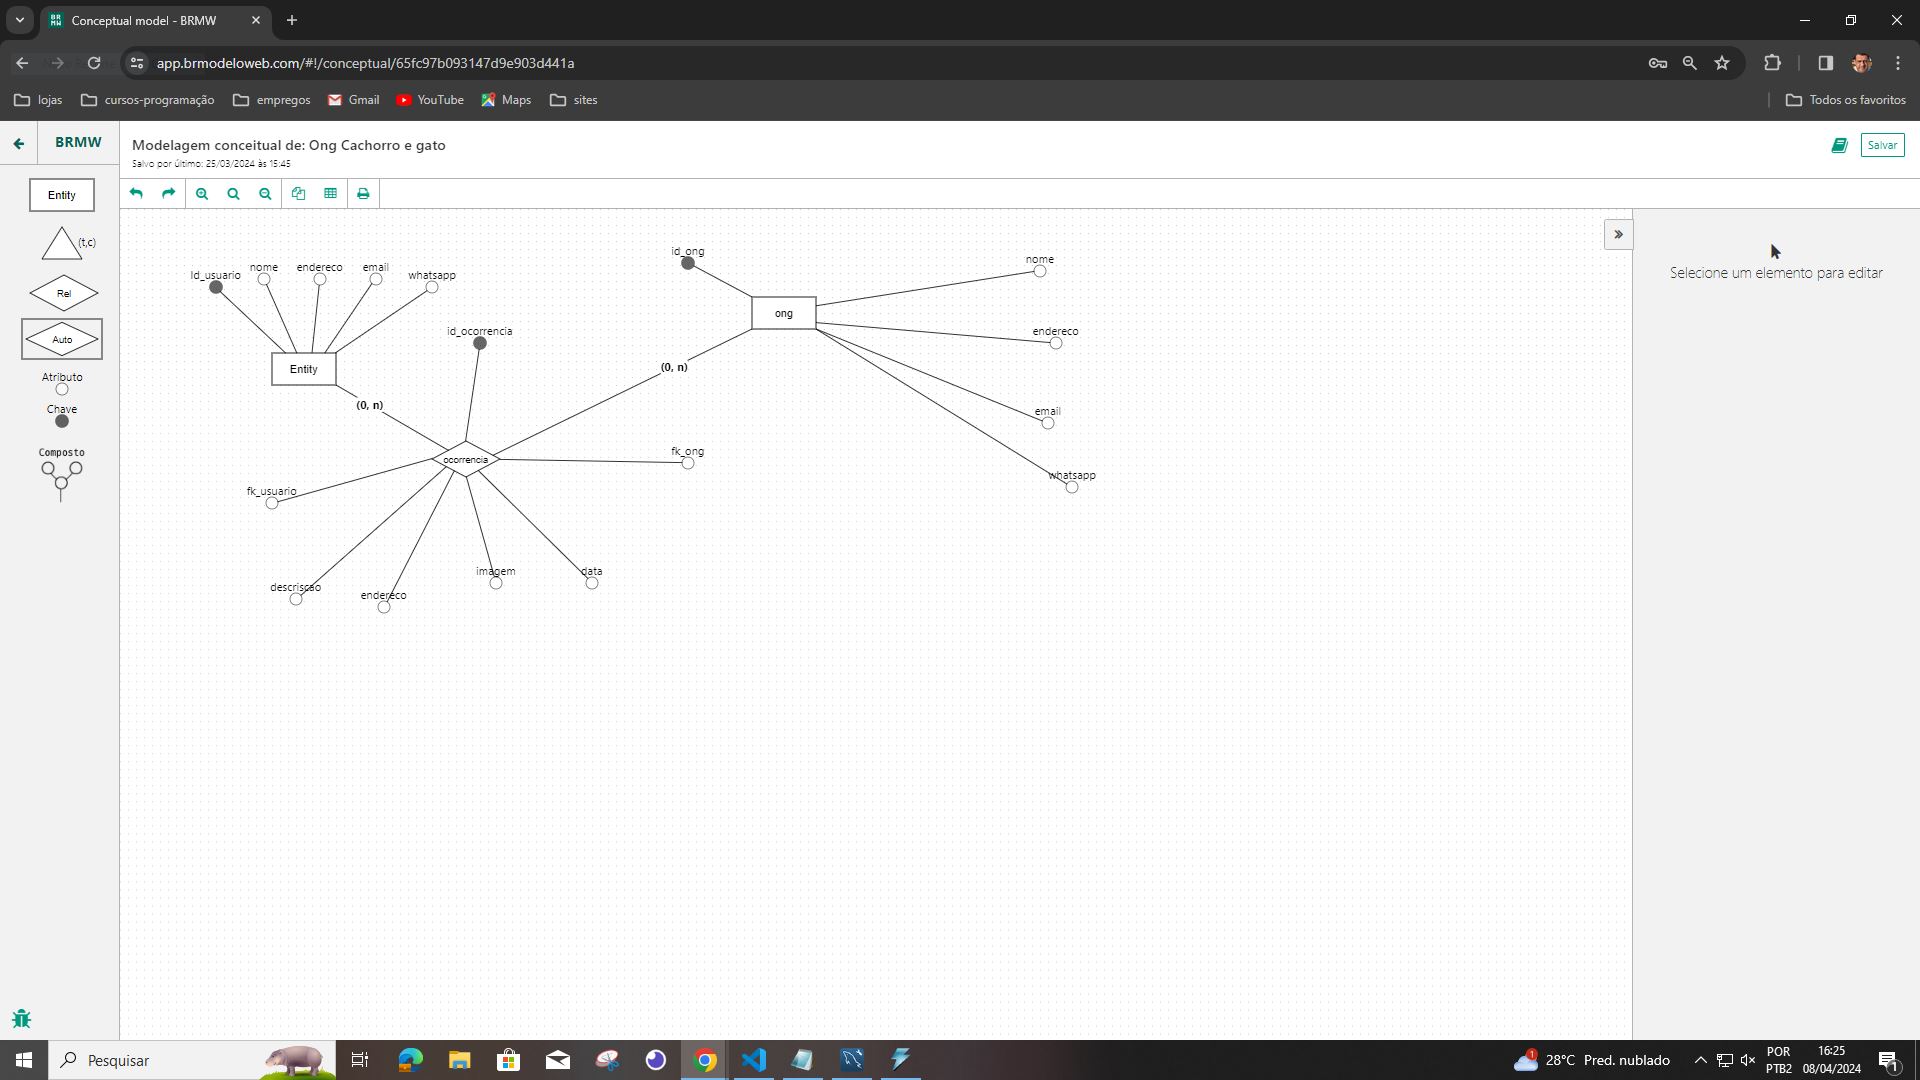 Conceptual model - BRMW
app.brmodeloweb.com/#!/conceptual/65fc97b093147d9e903d441a
lojas
cursos-programação
empregos
Gmail
YouTube
Maps
sites
Todos os favoritos
BRMW
Modelagem conceitual de: Ong Cachorro e gato
Salvo por último: 25/03/2024 às 15:45
Salvar
Entity
(t,c)
Rel
Auto
Atributo
Chave
Composto
Selecione um elemento para editar
id_ong
nome
Id_usuario
nome
endereco
email
whatsapp
ong
id_ocorrencia
endereco
Entity
(0, n)
(0, n)
email
ocorrencia
fk_ong
whatsapp
fk_usuario
descriscao
endereco
imagem
data
Pesquisar
1
28°C Pred. nublado
POR
PTB2
16:25
08/04/2024
1